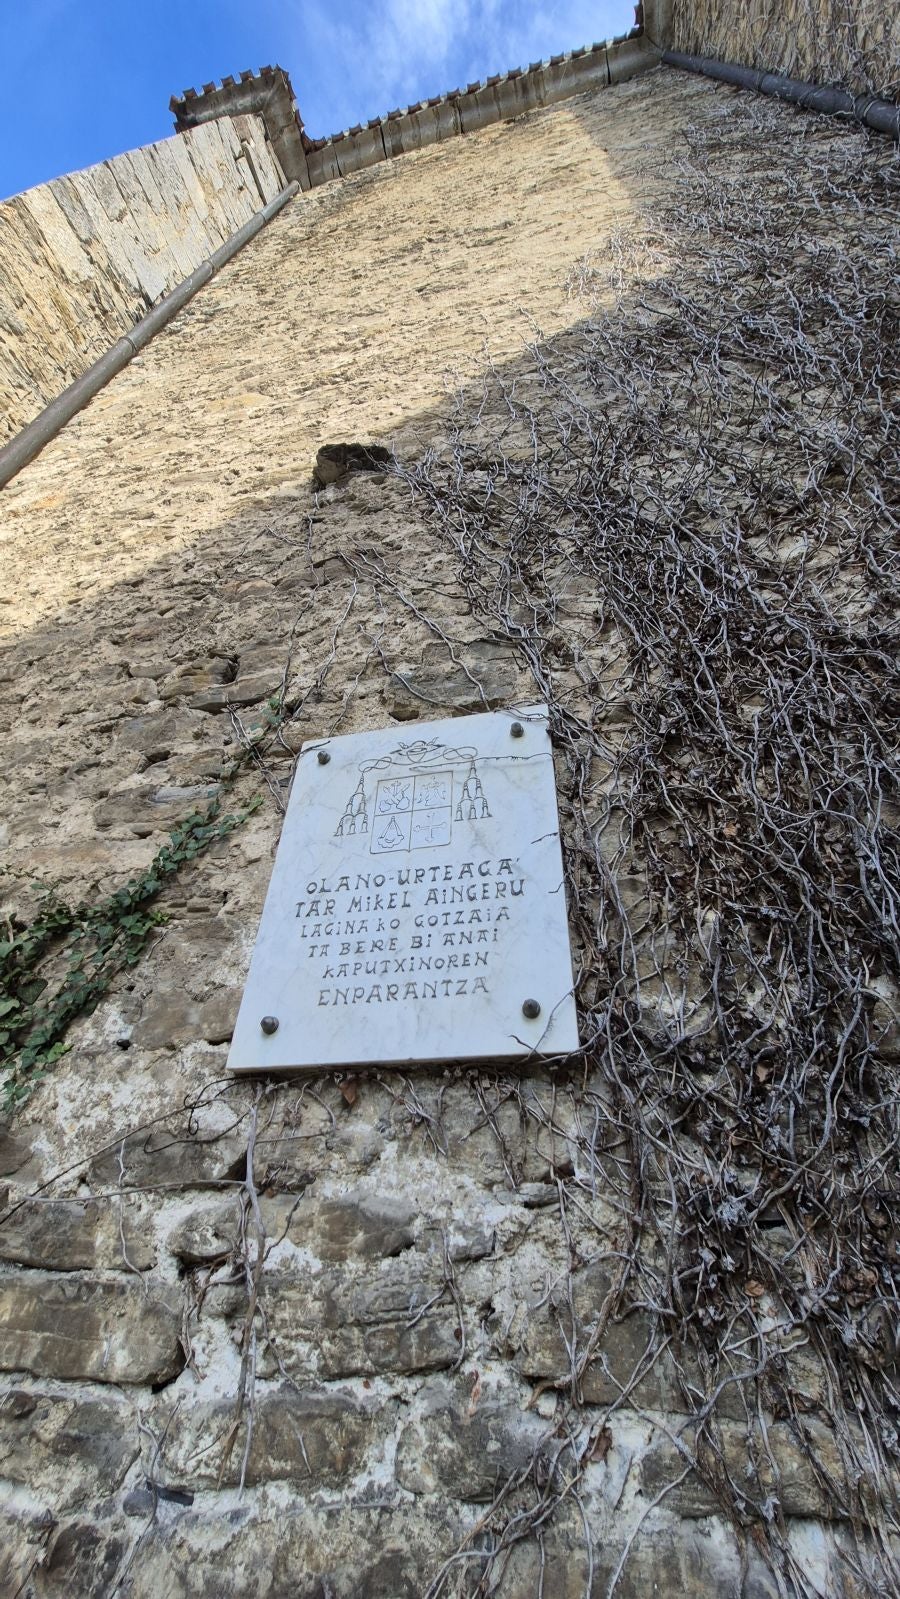 OLANO-URTEAGA'
TAR MIKEL AINGERU
LAGINA'KO GOTZAIA
TA BERE BI ANAI
KAPUTXINOREN
ENPARANTZA